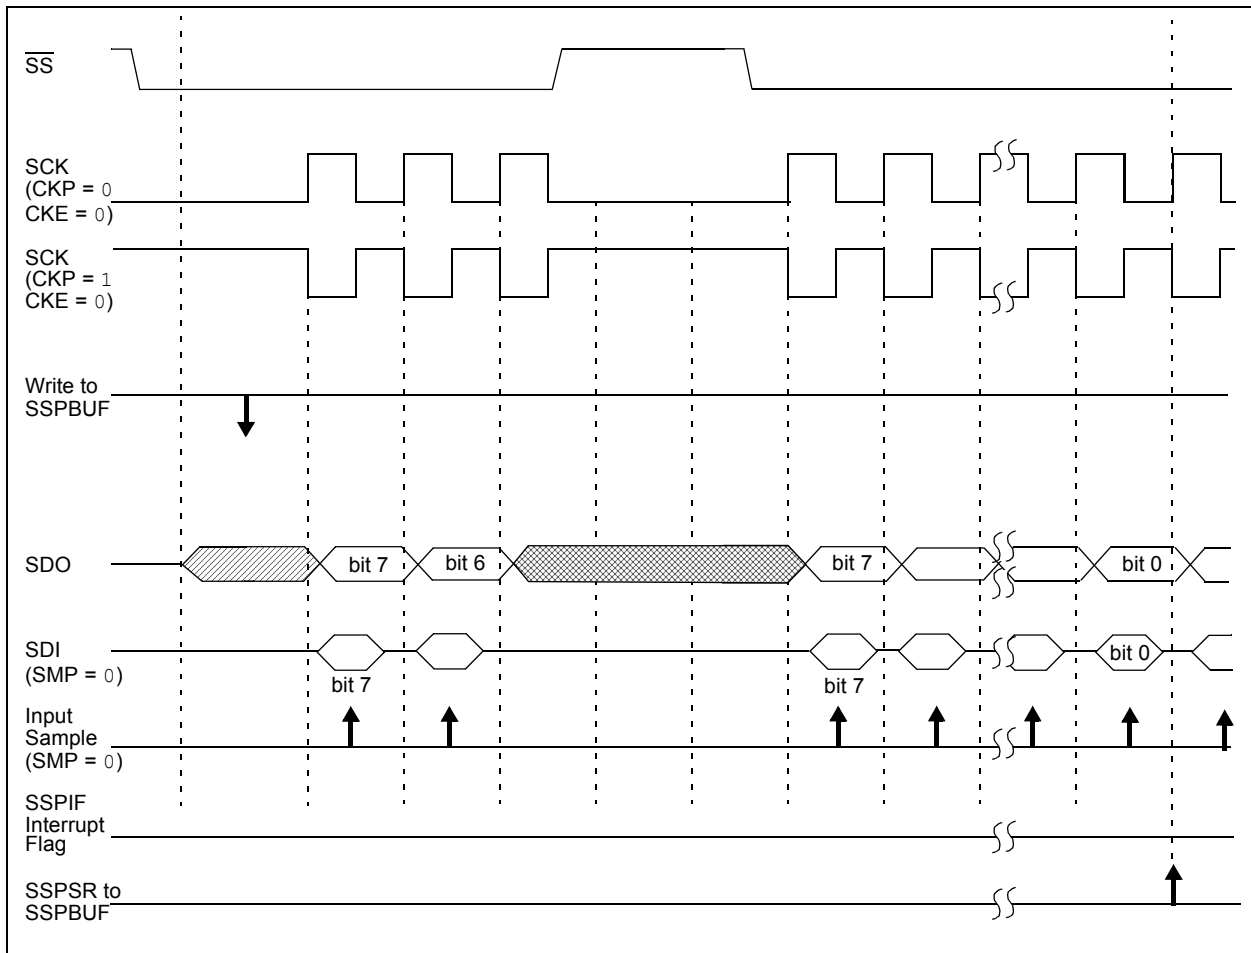 SS
SCK
(CKP = 0
CKE = 0)
SCK
(CKP = 1
CKE = 0)
Write to
SSPBUF
SDO
bit 7
bit 6
bit 7
bit 0
SDI
(SMP = 0)
bit 7
bit 7
bit 0
Input
Sample
(SMP = 0)
SSPIF
Interrupt
Flag
SSPSR to
SSPBUF